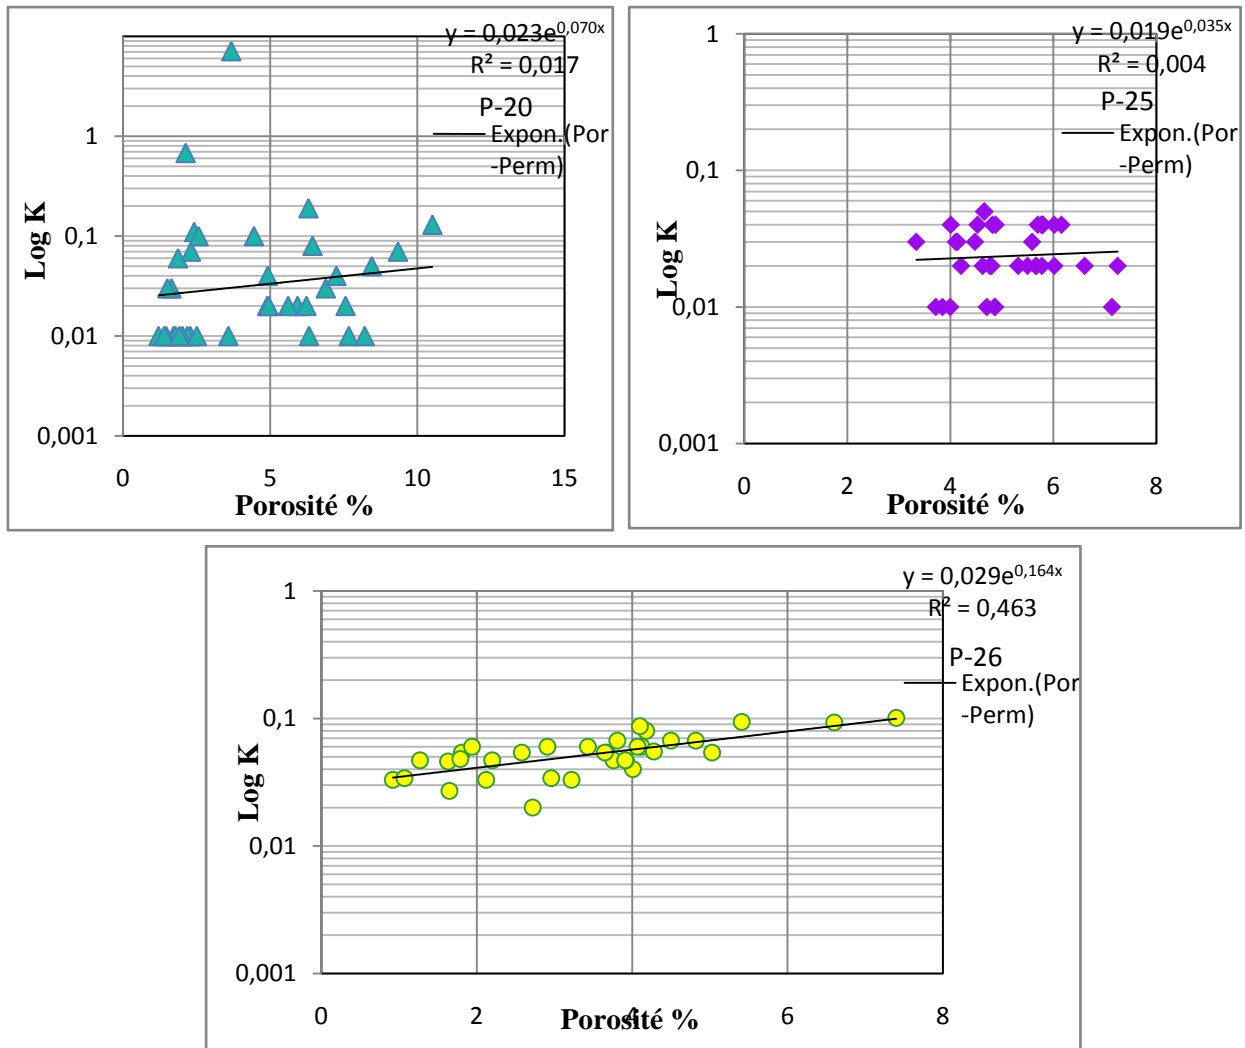 y = 0,023e^0,070x
R² = 0,017
P-20
Expon.(Por
-Perm)
1
0,1
0,01
0,001
Log K
0
5
10
15
Porosité %
y = 0,019e^0,035x
R² = 0,004
P-25
Expon.(Por
-Perm)
1
0,1
0,01
0,001
Log K
0
2
4
6
8
Porosité %
y = 0,029e^0,164x
R² = 0,463
P-26
Expon.(Por
-Perm)
1
0,1
0,01
0,001
Log K
0
2
4
6
8
Porosité %